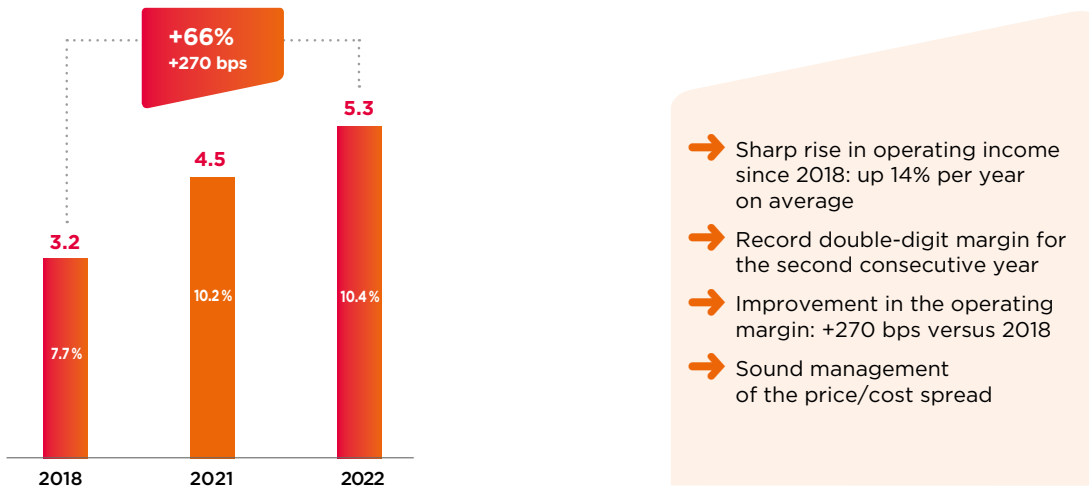 +66%
+270 bps
5.3
4.5
3.2
10.2 %
10.4 %
7.7 %
2018
2021
2022
Sharp rise in operating income
since 2018: up 14% per year
on average
Record double-digit margin for
the second consecutive year
Improvement in the operating
margin: +270 bps versus 2018
Sound management
of the price/cost spread